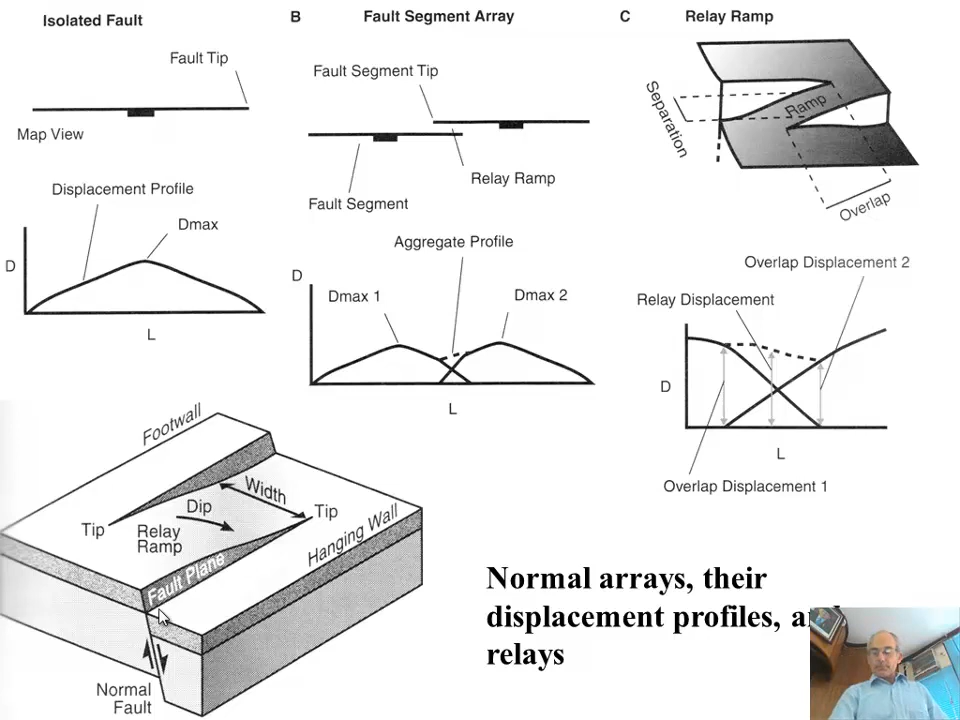 Isolated Fault
Fault Tip
Map View
Displacement Profile
Dmax
D
L
B
Fault Segment Array
Fault Segment Tip
Relay Ramp
Fault Segment
Aggregate Profile
D
Dmax 1
Dmax 2
L
C
Relay Ramp
Separation
Ramp
Overlap
Overlap Displacement 2
Relay Displacement
D
L
Overlap Displacement 1
Footwall
Width
Dip
Tip
Tip
Relay
Ramp
Hanging Wall
Fault Plane
Normal
Fault
Normal arrays, their
displacement profiles,
relays